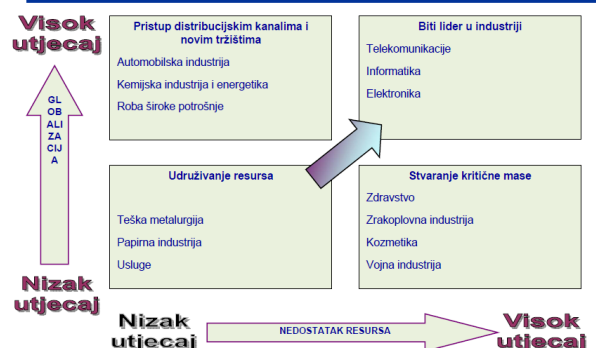 Visok
utjecaj
Pristup distribucijskim kanalima i
novim tržištima
Automobilska industrija
Kemijska industrija i energetika
Roba široke potrošnje
Biti lider u industriji
Telekomunikacije
Informatika
Elektronika
GL
OB
ALI
ZA
CIJ
A
Udruživanje resursa
Teška metalurgija
Papirna industrija
Usluge
Stvaranje kritične mase
Zdravstvo
Zrakoplovna industrija
Kozmetika
Vojna industrija
Nizak
utjecaj
Nizak
utjecaj
NEDOSTATAK RESURSA
Visok
utjecaj